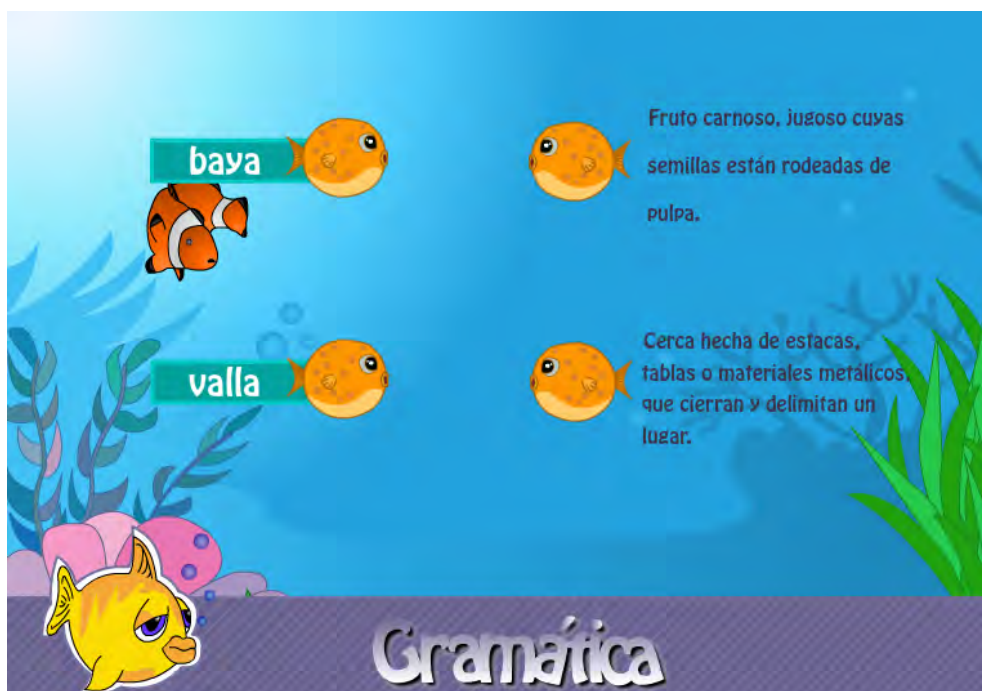 baya
Fruto carnoso, jugoso cuyas
semillas están rodeadas de
pulpa.
valla
Cerca hecha de estacas,
tablas o materiales metálicos,
que cierran y delimitan un
lugar.
Gramática